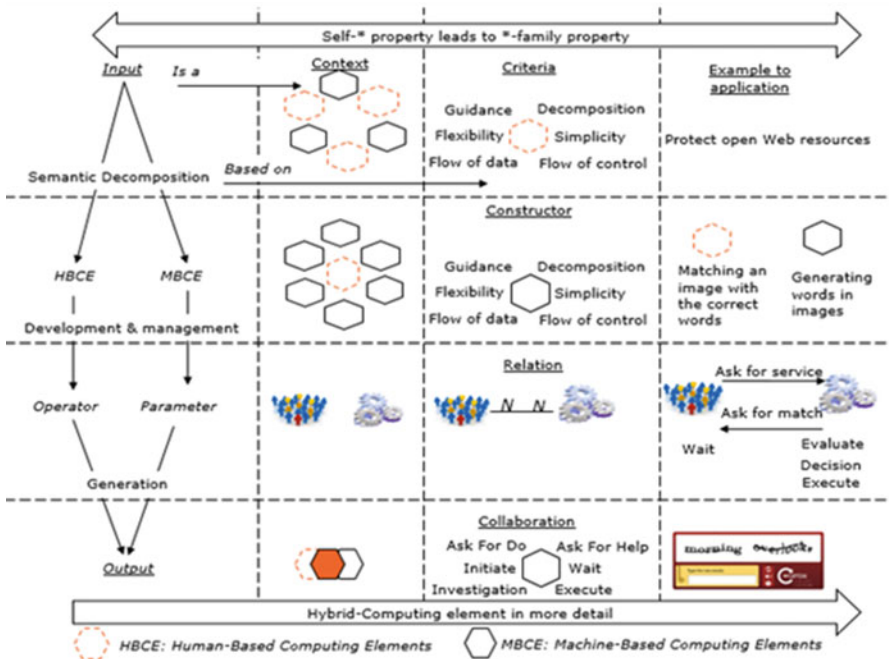 Self-* property leads to *-family property
Input
Is a
Context
Criteria
Example to
application
Guidance Decomposition
Flexibility Simplicity
Flow of data Flow of control
Protect open Web resources
Semantic Decomposition
Based on
Constructor
HBCE MBCE
Guidance Decomposition
Flexibility Simplicity
Flow of data Flow of control
Matching an
image with
the correct
words
Generating
words in
images
Development & management
Relation
Operator Parameter
N N
Ask for service
Ask for match
Wait
Evaluate
Decision
Execute
Generation
Collaboration
Output
Ask For Do Ask For Help
Initiate Wait
Investigation Execute
morning overlooks
Hybrid-Computing element in more detail
HBCE: Human-Based Computing Elements
MBCE: Machine-Based Computing Elements